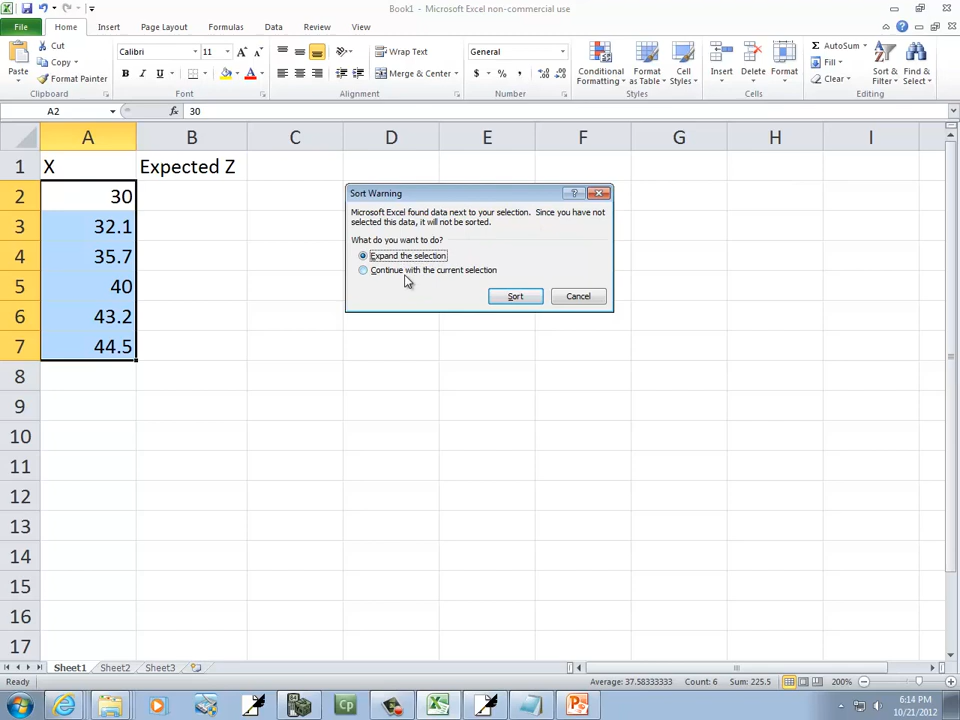 Book1 - Microsoft Excel non-commercial use
File Home Insert Page Layout Formulas Data Review View
Paste
Cut
Copy
Format Painter
Clipboard
Calibri 11
B I U
Font
Wrap Text
Merge & Center
Alignment
General
$ % ,
Number
Conditional Formatting
Format as Table
Cell Styles
Styles
Insert Delete Format
Cells
AutoSum
Fill
Clear
Sort & Filter
Find & Select
Editing
A2 fx 30
A B C D E F G H I
1 X Expected Z
2 30
3 32.1
4 35.7
5 40
6 43.2
7 44.5
8
9
10
11
12
13
14
15
16
17
Sort Warning
Microsoft Excel found data next to your selection. Since you have not
selected this data, it will not be sorted.
What do you want to do?
Expand the selection
Continue with the current selection
Sort Cancel
Sheet1 Sheet2 Sheet3
Ready Average: 37.58333333 Count: 6 Sum: 225.5 200%
Cp
6:14 PM
10/21/2012